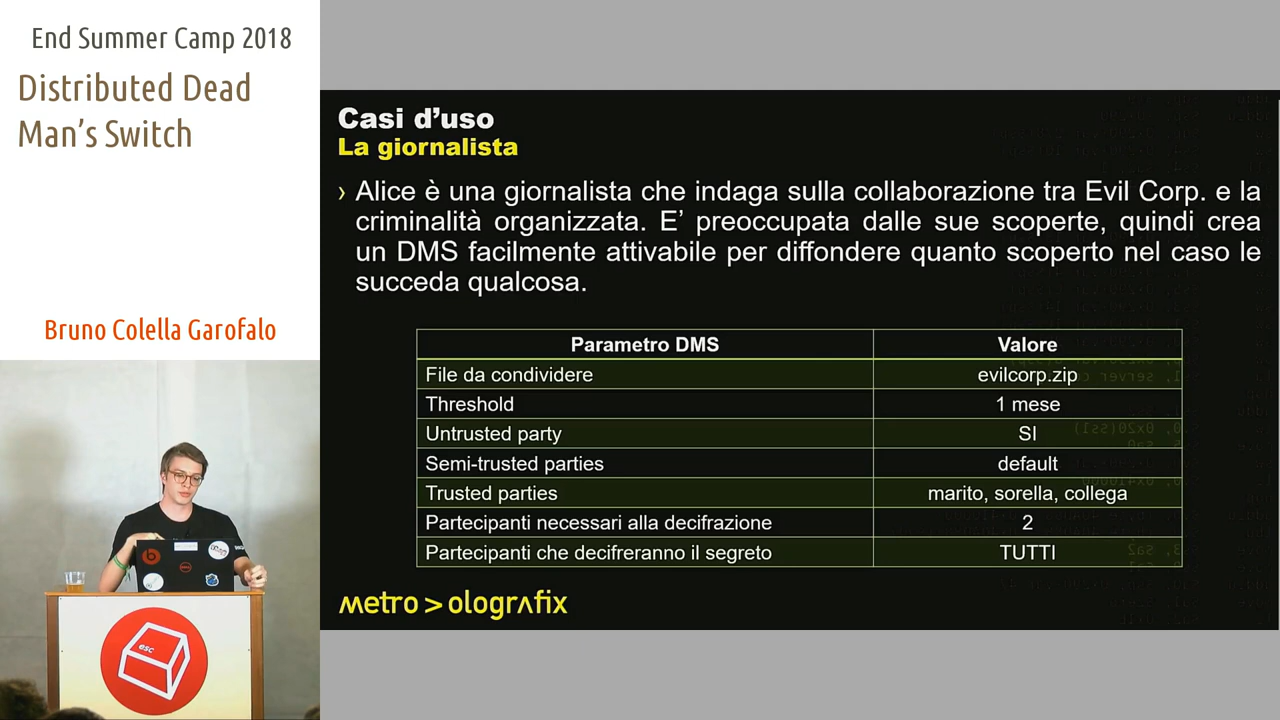 End Summer Camp 2018
Distributed Dead
Man's Switch
Bruno Colella Garofalo
Casi d'uso
La giornalista
› Alice è una giornalista che indaga sulla collaborazione tra Evil Corp. e la
criminalità organizzata. E' preoccupata dalle sue scoperte, quindi crea
un DMS facilmente attivabile per diffondere quanto scoperto nel caso le
succeda qualcosa.
Parametro DMS Valore
File da condividere evilcorp.zip
Threshold 1 mese
Untrusted party SI
Semi-trusted parties default
Trusted parties marito, sorella, collega
Partecipanti necessari alla decifrazione 2
Partecipanti che decifreranno il segreto TUTTI
metro > olografix
esc